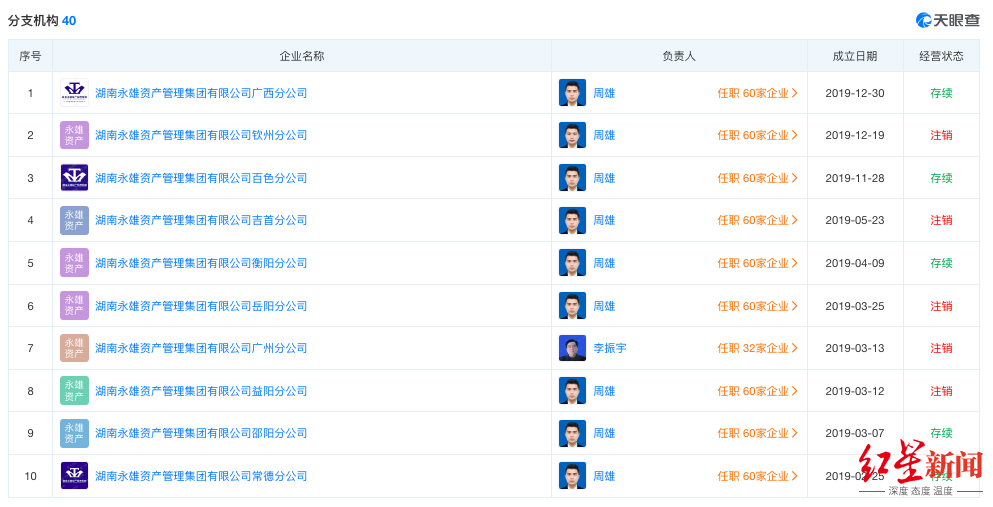 分支机构 40
天眼查
序号 企业名称 负责人 成立日期 经营状态
1 湖南永雄资产管理集团有限公司广西分公司 周雄 任职 60家企业 2019-12-30 存续
2 永雄资产 湖南永雄资产管理集团有限公司钦州分公司 周雄 任职 60家企业 2019-12-19 注销
3 湖南永雄资产管理集团有限公司百色分公司 周雄 任职 60家企业 2019-11-28 存续
4 永雄资产 湖南永雄资产管理集团有限公司吉首分公司 周雄 任职 60家企业 2019-05-23 注销
5 永雄资产 湖南永雄资产管理集团有限公司衡阳分公司 周雄 任职 60家企业 2019-04-09 存续
6 永雄资产 湖南永雄资产管理集团有限公司岳阳分公司 周雄 任职 60家企业 2019-03-25 注销
7 永雄资产 湖南永雄资产管理集团有限公司广州分公司 李振宇 任职 32家企业 2019-03-13 注销
8 永雄资产 湖南永雄资产管理集团有限公司益阳分公司 周雄 任职 60家企业 2019-03-12 注销
9 永雄资产 湖南永雄资产管理集团有限公司邵阳分公司 周雄 任职 60家企业 2019-03-07 存续
10 湖南永雄资产管理集团有限公司常德分公司 周雄 任职 60家企业 2019-02-25 存续
红星新闻
深度 态度 温度